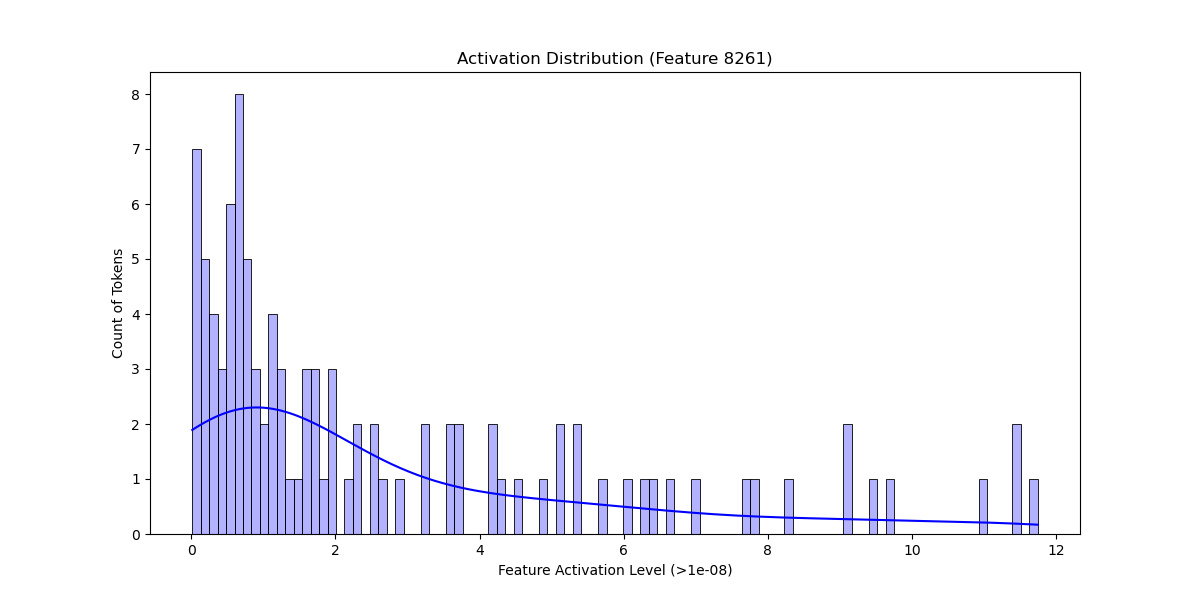 Activation Distribution (Feature 8261)
8
7
6
5
4
3
2
1
0
Count of Tokens
0 2 4 6 8 10 12
Feature Activation Level (>1e-08)